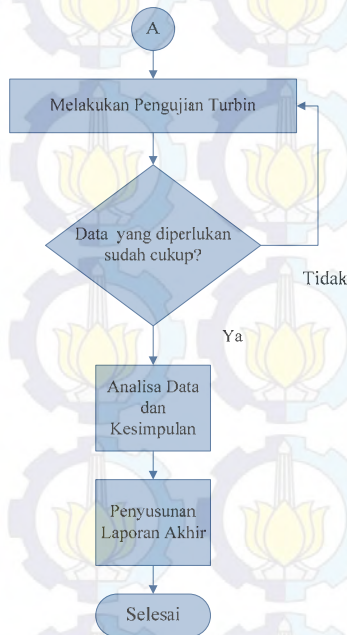 A
Melakukan Pengujian Turbin
Data yang diperlukan
sudah cukup?
Tidak
Ya
Analisa Data
dan
Kesimpulan
Penyusunan
Laporan Akhir
Selesai